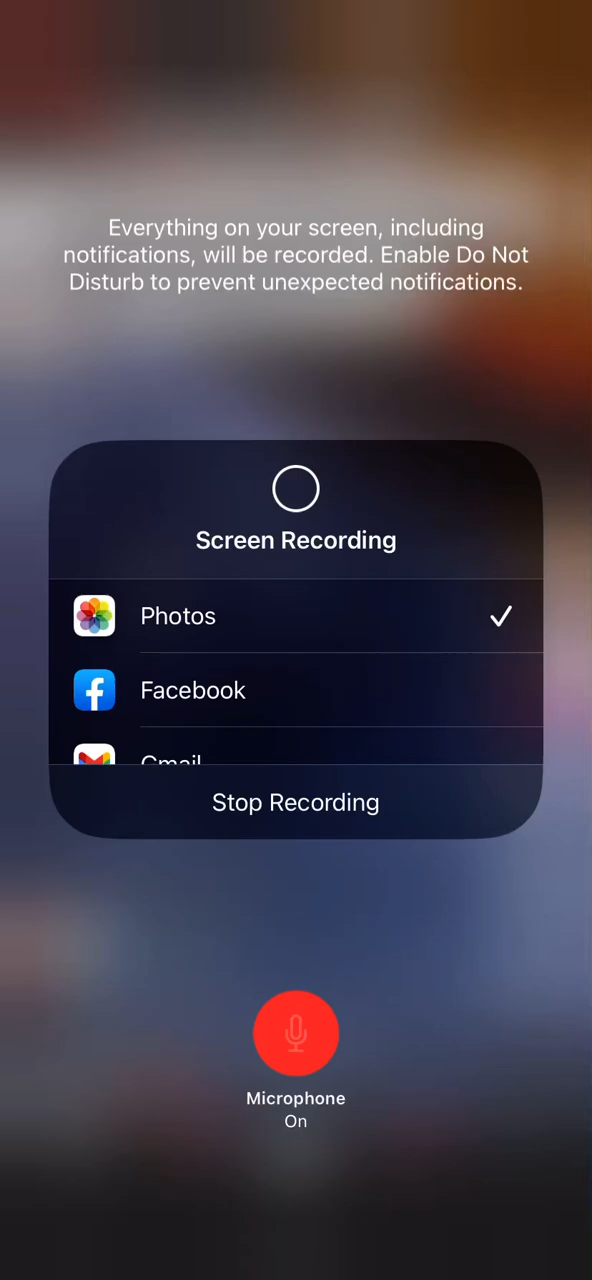 Everything on your screen, including
notifications, will be recorded. Enable Do Not
Disturb to prevent unexpected notifications.
Screen Recording
Photos
Facebook
Gmail
Stop Recording
Microphone
On